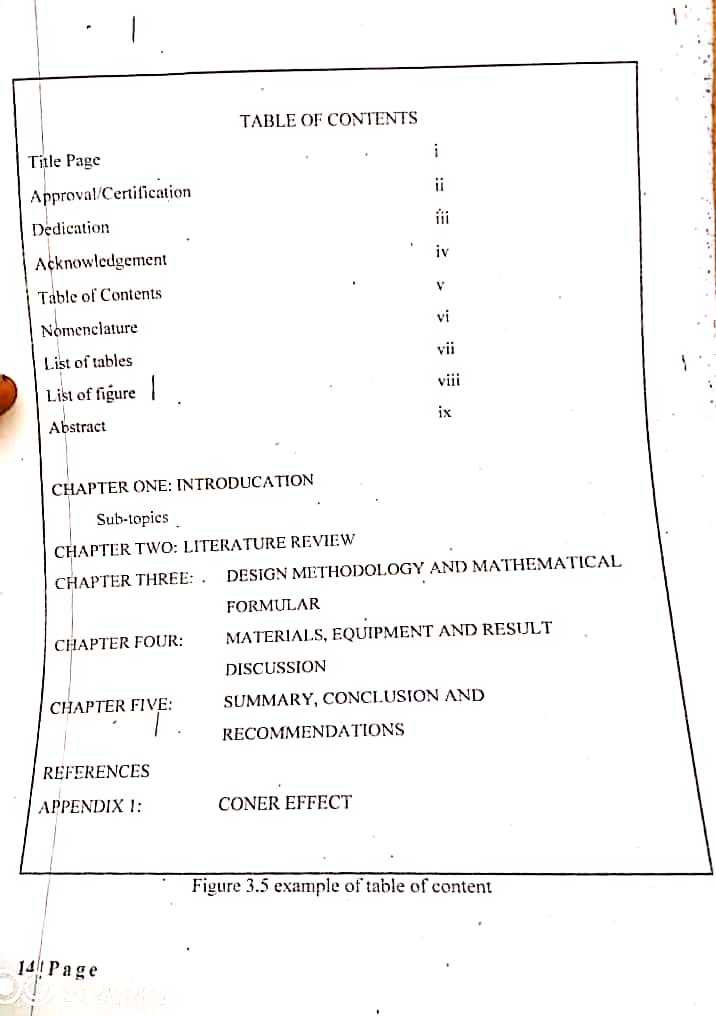 TABLE OF CONTENTS
Title Page i
Approval/Certification ii
Dedication iii
Acknowledgement iv
Table of Contents v
Nomenclature vi
List of tables vii
List of figure viii
Abstract ix
CHAPTER ONE: INTRODUCATION
Sub-topics
CHAPTER TWO: LITERATURE REVIEW
CHAPTER THREE: DESIGN METHODOLOGY AND MATHEMATICAL
FORMULAR
CHAPTER FOUR: MATERIALS, EQUIPMENT AND RESULT
DISCUSSION
CHAPTER FIVE: SUMMARY, CONCLUSION AND
RECOMMENDATIONS
REFERENCES
APPENDIX 1: CONER EFFECT
Figure 3.5 example of table of content
14 | Page